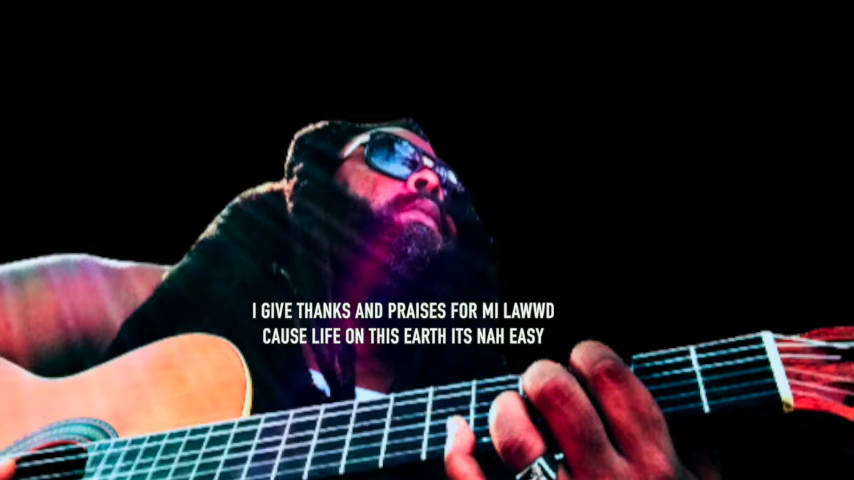 I GIVE THANKS AND PRAISES FOR MI LAWWD
CAUSE LIFE ON THIS EARTH ITS NAH EASY